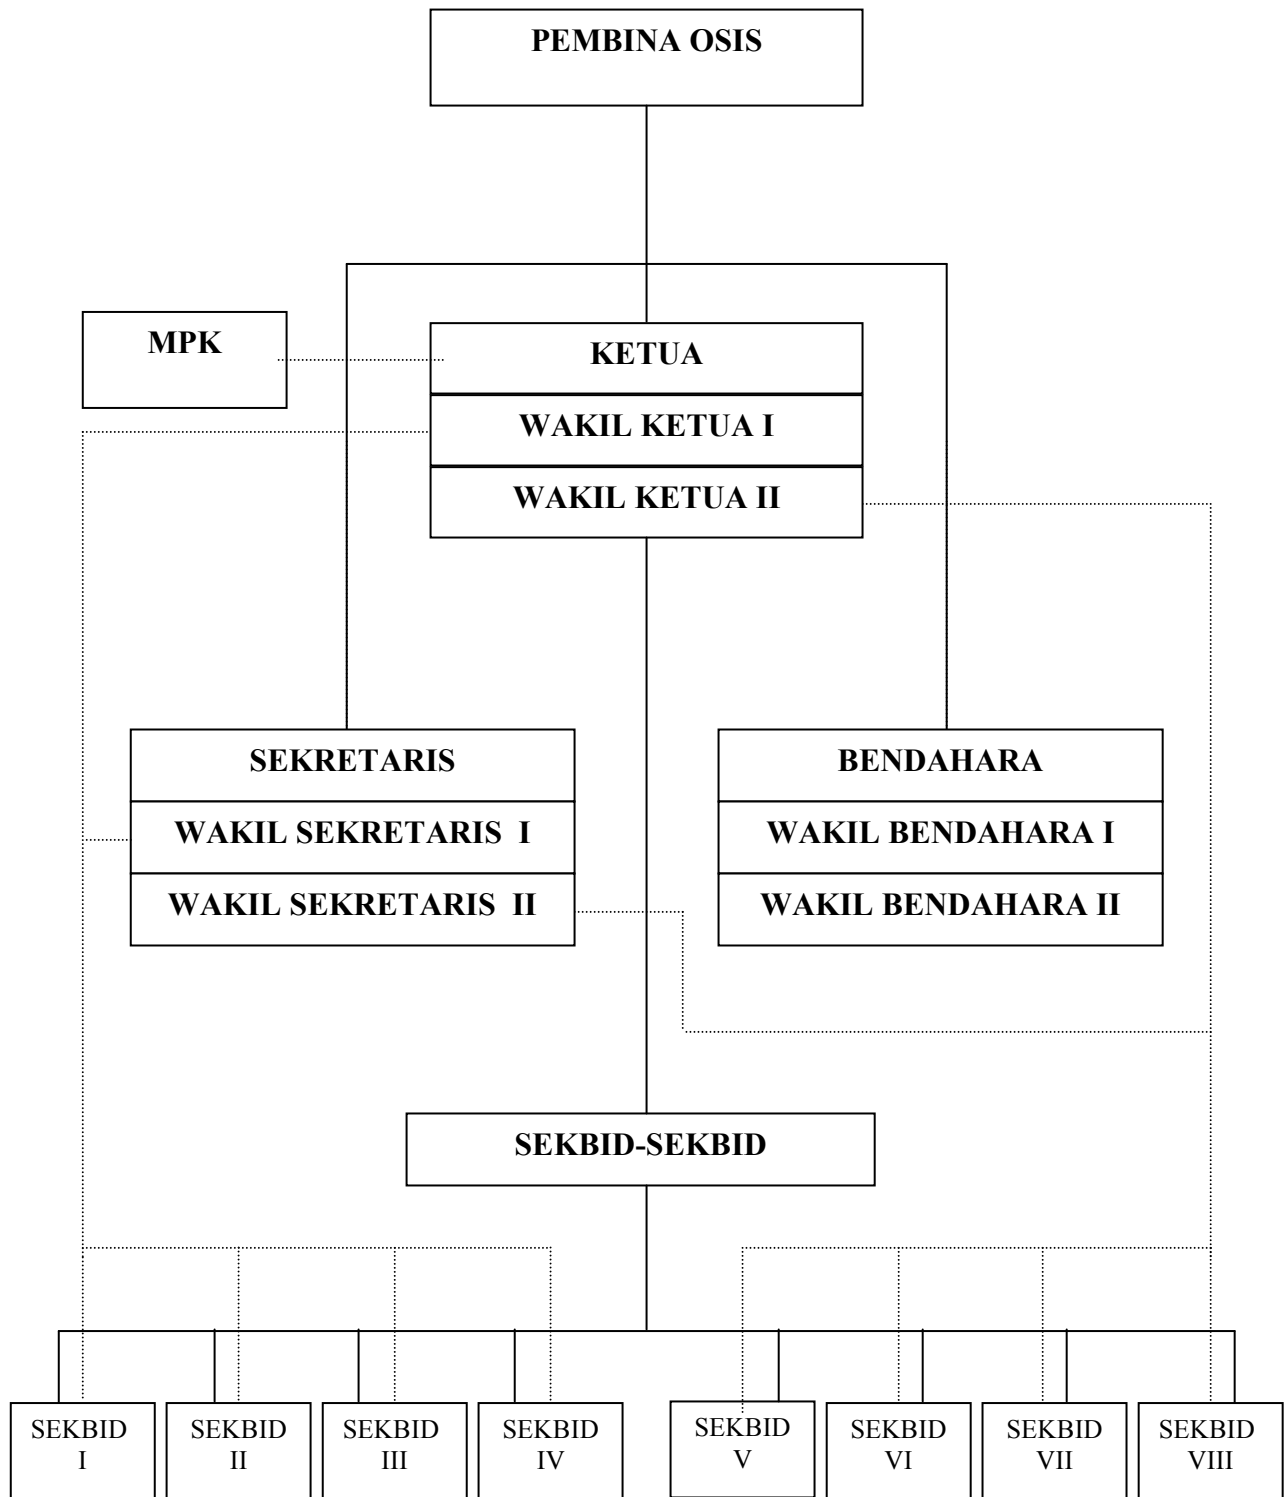 PEMBINA OSIS
MPK
KETUA
WAKIL KETUA I
WAKIL KETUA II
SEKRETARIS
WAKIL SEKRETARIS I
WAKIL SEKRETARIS II
BENDAHARA
WAKIL BENDAHARA I
WAKIL BENDAHARA II
SEKBID-SEKBID
SEKBID
I
SEKBID
II
SEKBID
III
SEKBID
IV
SEKBID
V
SEKBID
VI
SEKBID
VII
SEKBID
VIII